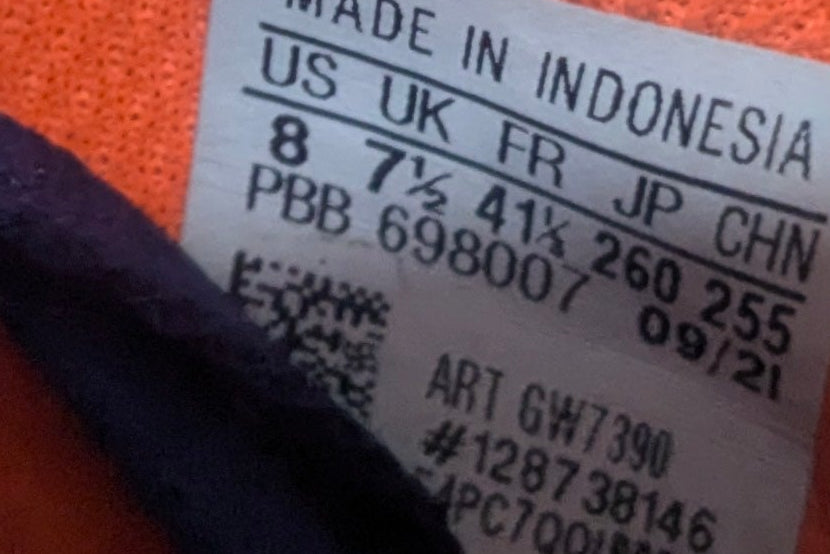 MADE IN INDONESIA
US UK FR JP CHN
8 7½ 41⅓ 260 255
PBB 698007 09/21
ART GW7390
#128738146